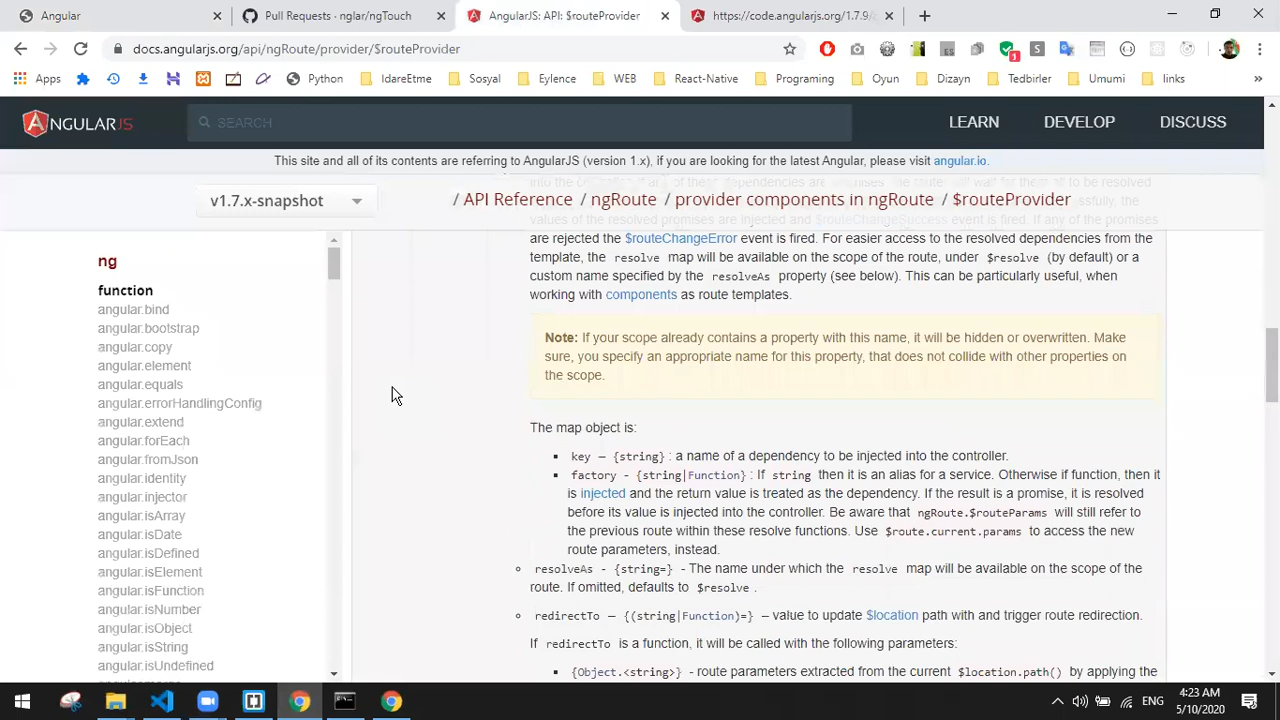 Angular
Pull Requests · nglar/ngTouch
AngularJS: API: $routeProvider
https://code.angularjs.org/1.7.9/
docs.angularjs.org/api/ngRoute/provider/$routeProvider
Apps
Python
IdareEtme
Sosyal
Eylence
WEB
React-Native
Programing
Oyun
Dizayn
Tedbirler
Umumi
links
»
ANGULARJS
SEARCH
LEARN
DEVELOP
DISCUSS
This site and all of its contents are referring to AngularJS (version 1.x), if you are looking for the latest Angular, please visit angular.io.
v1.7.x-snapshot
/ API Reference / ngRoute / provider components in ngRoute / $routeProvider
values of the resolved promises are injected and $routeChangeSuccess event is fired. If any of the promises
are rejected the $routeChangeError event is fired. For easier access to the resolved dependencies from the
template, the resolve map will be available on the scope of the route, under $resolve (by default) or a
custom name specified by the resolveAs property (see below). This can be particularly useful, when
working with components as route templates.
Note: If your scope already contains a property with this name, it will be hidden or overwritten. Make
sure, you specify an appropriate name for this property, that does not collide with other properties on
the scope.
The map object is:
key – {string}: a name of a dependency to be injected into the controller.
factory - {string|Function}: If string then it is an alias for a service. Otherwise if function, then it
is injected and the return value is treated as the dependency. If the result is a promise, it is resolved
before its value is injected into the controller. Be aware that ngRoute.$routeParams will still refer to
the previous route within these resolve functions. Use $route.current.params to access the new
route parameters, instead.
resolveAs - {string=} - The name under which the resolve map will be available on the scope of the
route. If omitted, defaults to $resolve.
redirectTo – {(string|Function)=} – value to update $location path with and trigger route redirection.
If redirectTo is a function, it will be called with the following parameters:
{Object.<string>} - route parameters extracted from the current $location.path() by applying the
ng
function
angular.bind
angular.bootstrap
angular.copy
angular.element
angular.equals
angular.errorHandlingConfig
angular.extend
angular.forEach
angular.fromJson
angular.identity
angular.injector
angular.isArray
angular.isDate
angular.isDefined
angular.isElement
angular.isFunction
angular.isNumber
angular.isObject
angular.isString
angular.isUndefined
ENG
4:23 AM
5/10/2020